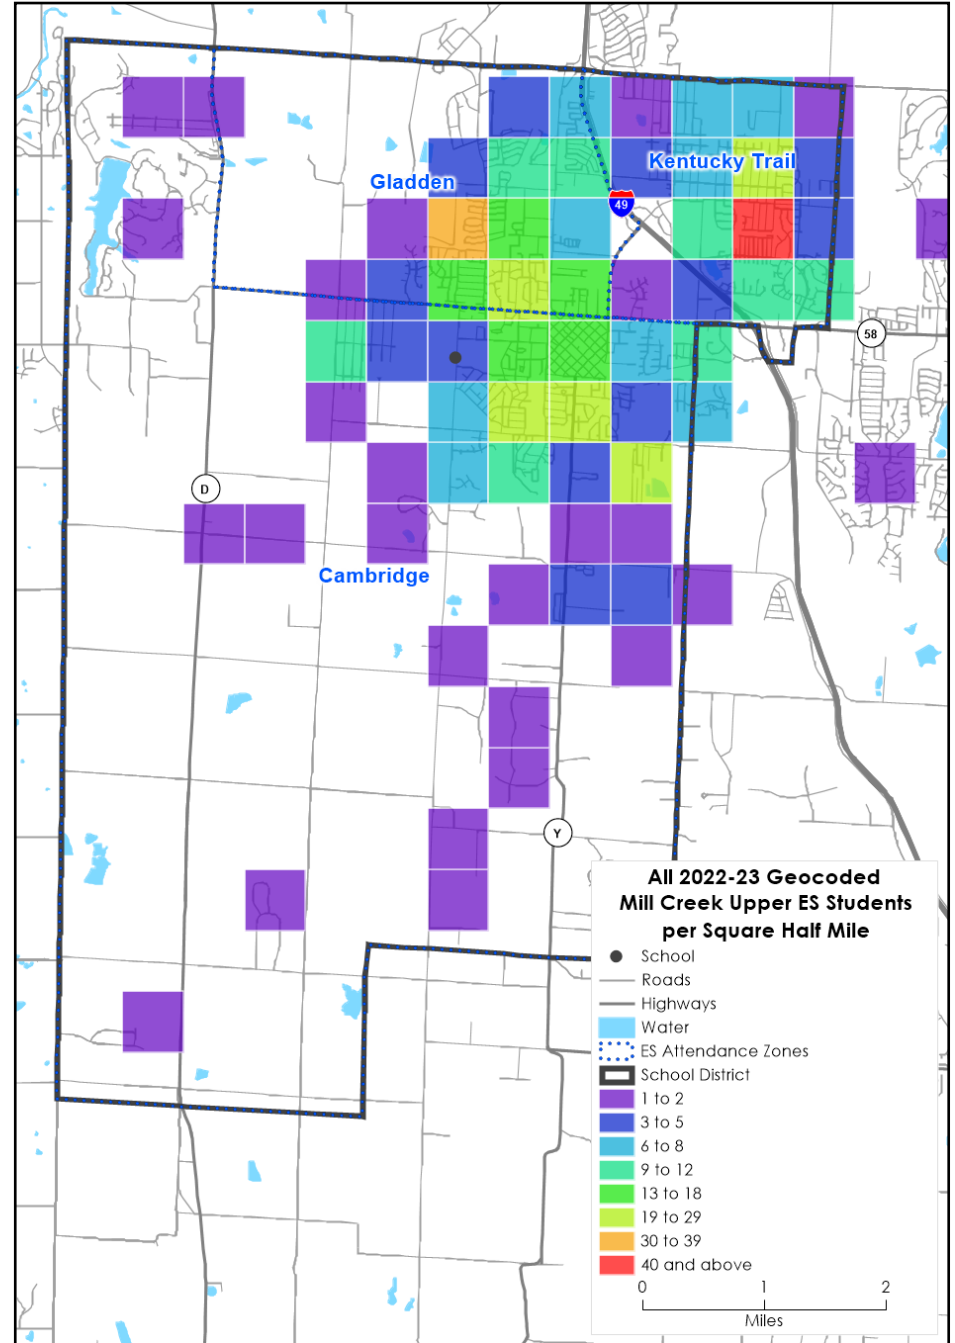 Kentucky Trail
Gladden
49
58
D
Cambridge
Y
All 2022-23 Geocoded
Mill Creek Upper ES Students
per Square Half Mile
School
Roads
Highways
Water
ES Attendance Zones
School District
1 to 2
3 to 5
6 to 8
9 to 12
13 to 18
19 to 29
30 to 39
40 and above
0 1 2
Miles